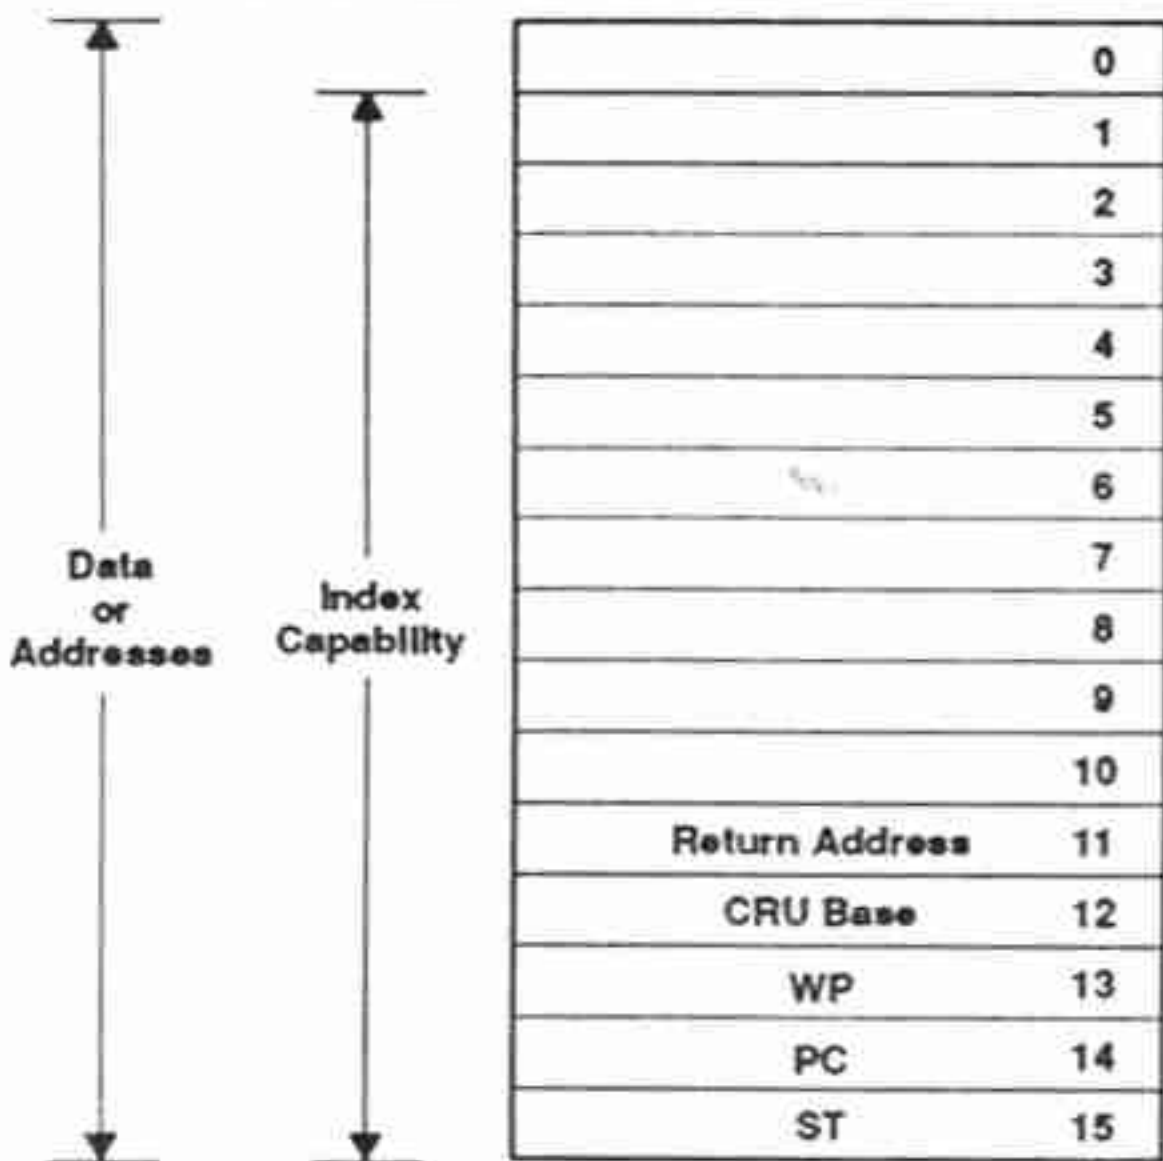 Data
or
Addresses
Index
Capability
0
1
2
3
4
5
6
7
8
9
10
Return Address 11
CRU Base 12
WP 13
PC 14
ST 15